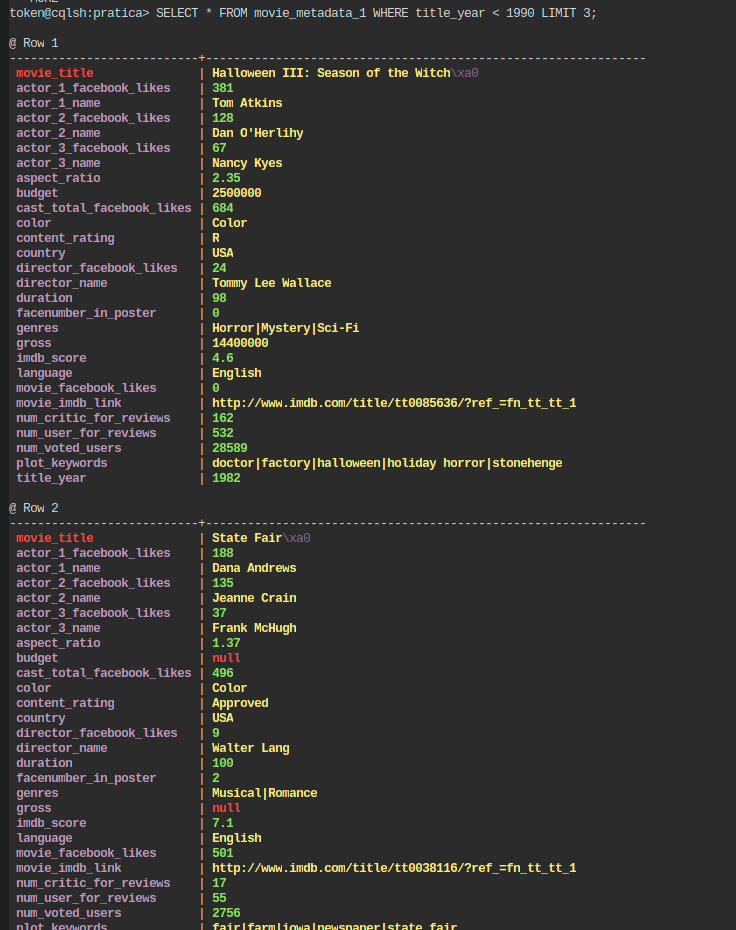 token@cqlsh:pratica> SELECT * FROM movie_metadata_1 WHERE title_year < 1990 LIMIT 3;
@ Row 1
---------------------------+---------------------------------------------------------------
movie_title | Halloween III: Season of the Witch\xa0
actor_1_facebook_likes | 381
actor_1_name | Tom Atkins
actor_2_facebook_likes | 128
actor_2_name | Dan O'Herlihy
actor_3_facebook_likes | 67
actor_3_name | Nancy Kyes
aspect_ratio | 2.35
budget | 2500000
cast_total_facebook_likes | 684
color | Color
content_rating | R
country | USA
director_facebook_likes | 24
director_name | Tommy Lee Wallace
duration | 98
facenumber_in_poster | 0
genres | Horror|Mystery|Sci-Fi
gross | 14400000
imdb_score | 4.6
language | English
movie_facebook_likes | 0
movie_imdb_link | http://www.imdb.com/title/tt0085636/?ref_=fn_tt_tt_1
num_critic_for_reviews | 162
num_user_for_reviews | 532
num_voted_users | 28589
plot_keywords | doctor|factory|halloween|holiday horror|stonehenge
title_year | 1982
@ Row 2
---------------------------+---------------------------------------------------------------
movie_title | State Fair\xa0
actor_1_facebook_likes | 188
actor_1_name | Dana Andrews
actor_2_facebook_likes | 135
actor_2_name | Jeanne Crain
actor_3_facebook_likes | 37
actor_3_name | Frank McHugh
aspect_ratio | 1.37
budget | null
cast_total_facebook_likes | 496
color | Color
content_rating | Approved
country | USA
director_facebook_likes | 9
director_name | Walter Lang
duration | 100
facenumber_in_poster | 2
genres | Musical|Romance
gross | null
imdb_score | 7.1
language | English
movie_facebook_likes | 501
movie_imdb_link | http://www.imdb.com/title/tt0038116/?ref_=fn_tt_tt_1
num_critic_for_reviews | 17
num_user_for_reviews | 55
num_voted_users | 2756
plot_keywords | fair|farm|iowa|newspaper|state fair